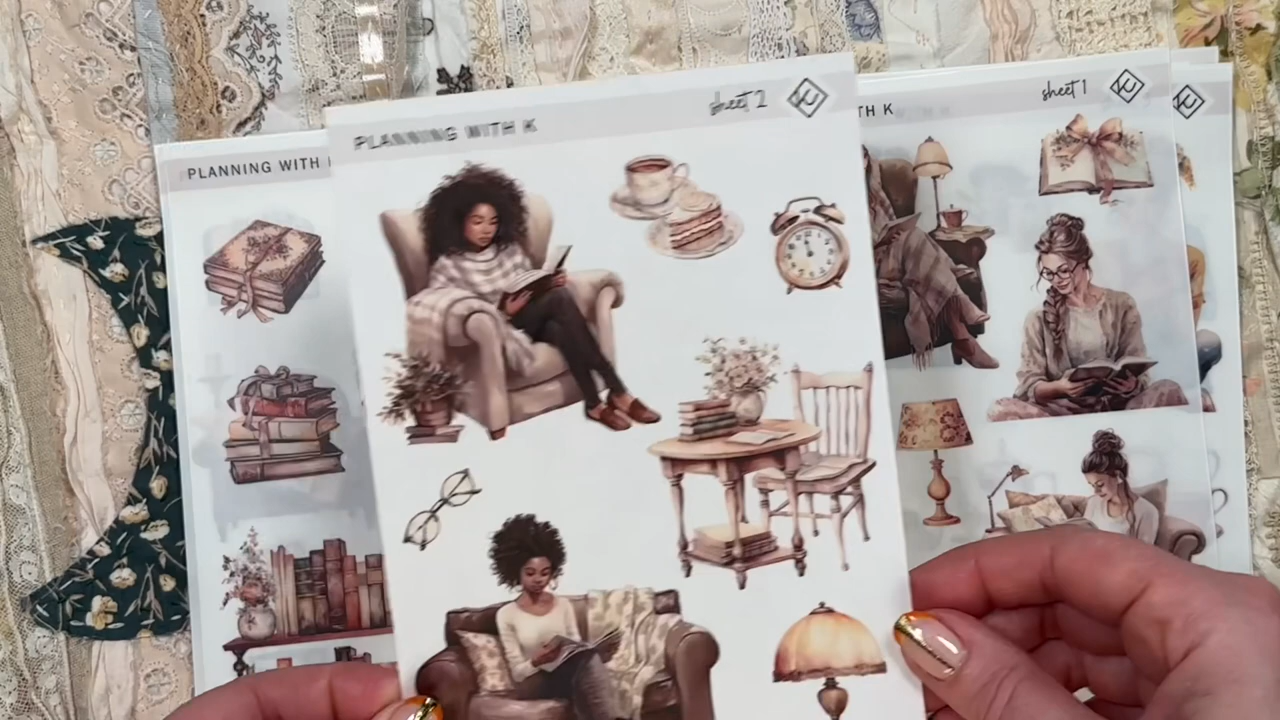 PLANNING WITH
PLANNING WITH K
sheet 2
TH K
sheet 1